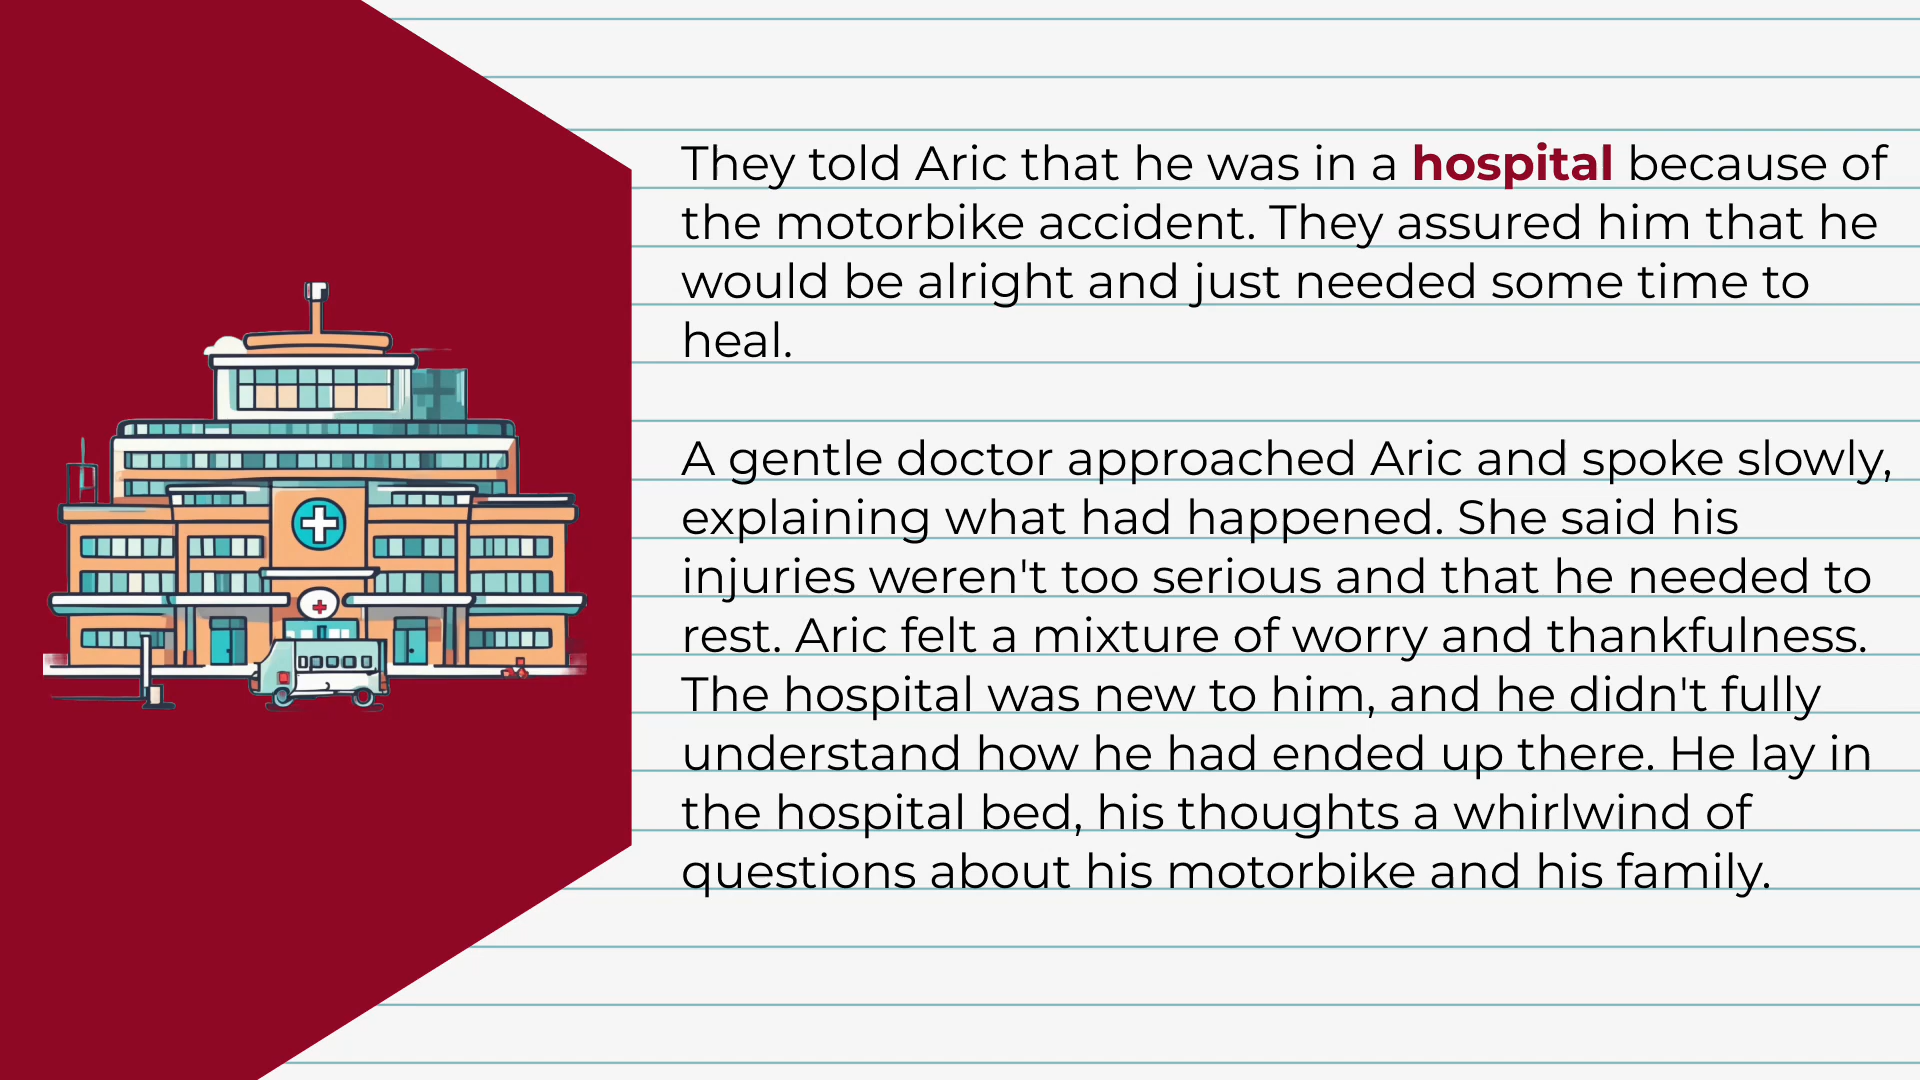 They told Aric that he was in a hospital because of
the motorbike accident. They assured him that he
would be alright and just needed some time to
heal.
A gentle doctor approached Aric and spoke slowly,
explaining what had happened. She said his
injuries weren't too serious and that he needed to
rest. Aric felt a mixture of worry and thankfulness.
The hospital was new to him, and he didn't fully
understand how he had ended up there. He lay in
the hospital bed, his thoughts a whirlwind of
questions about his motorbike and his family.